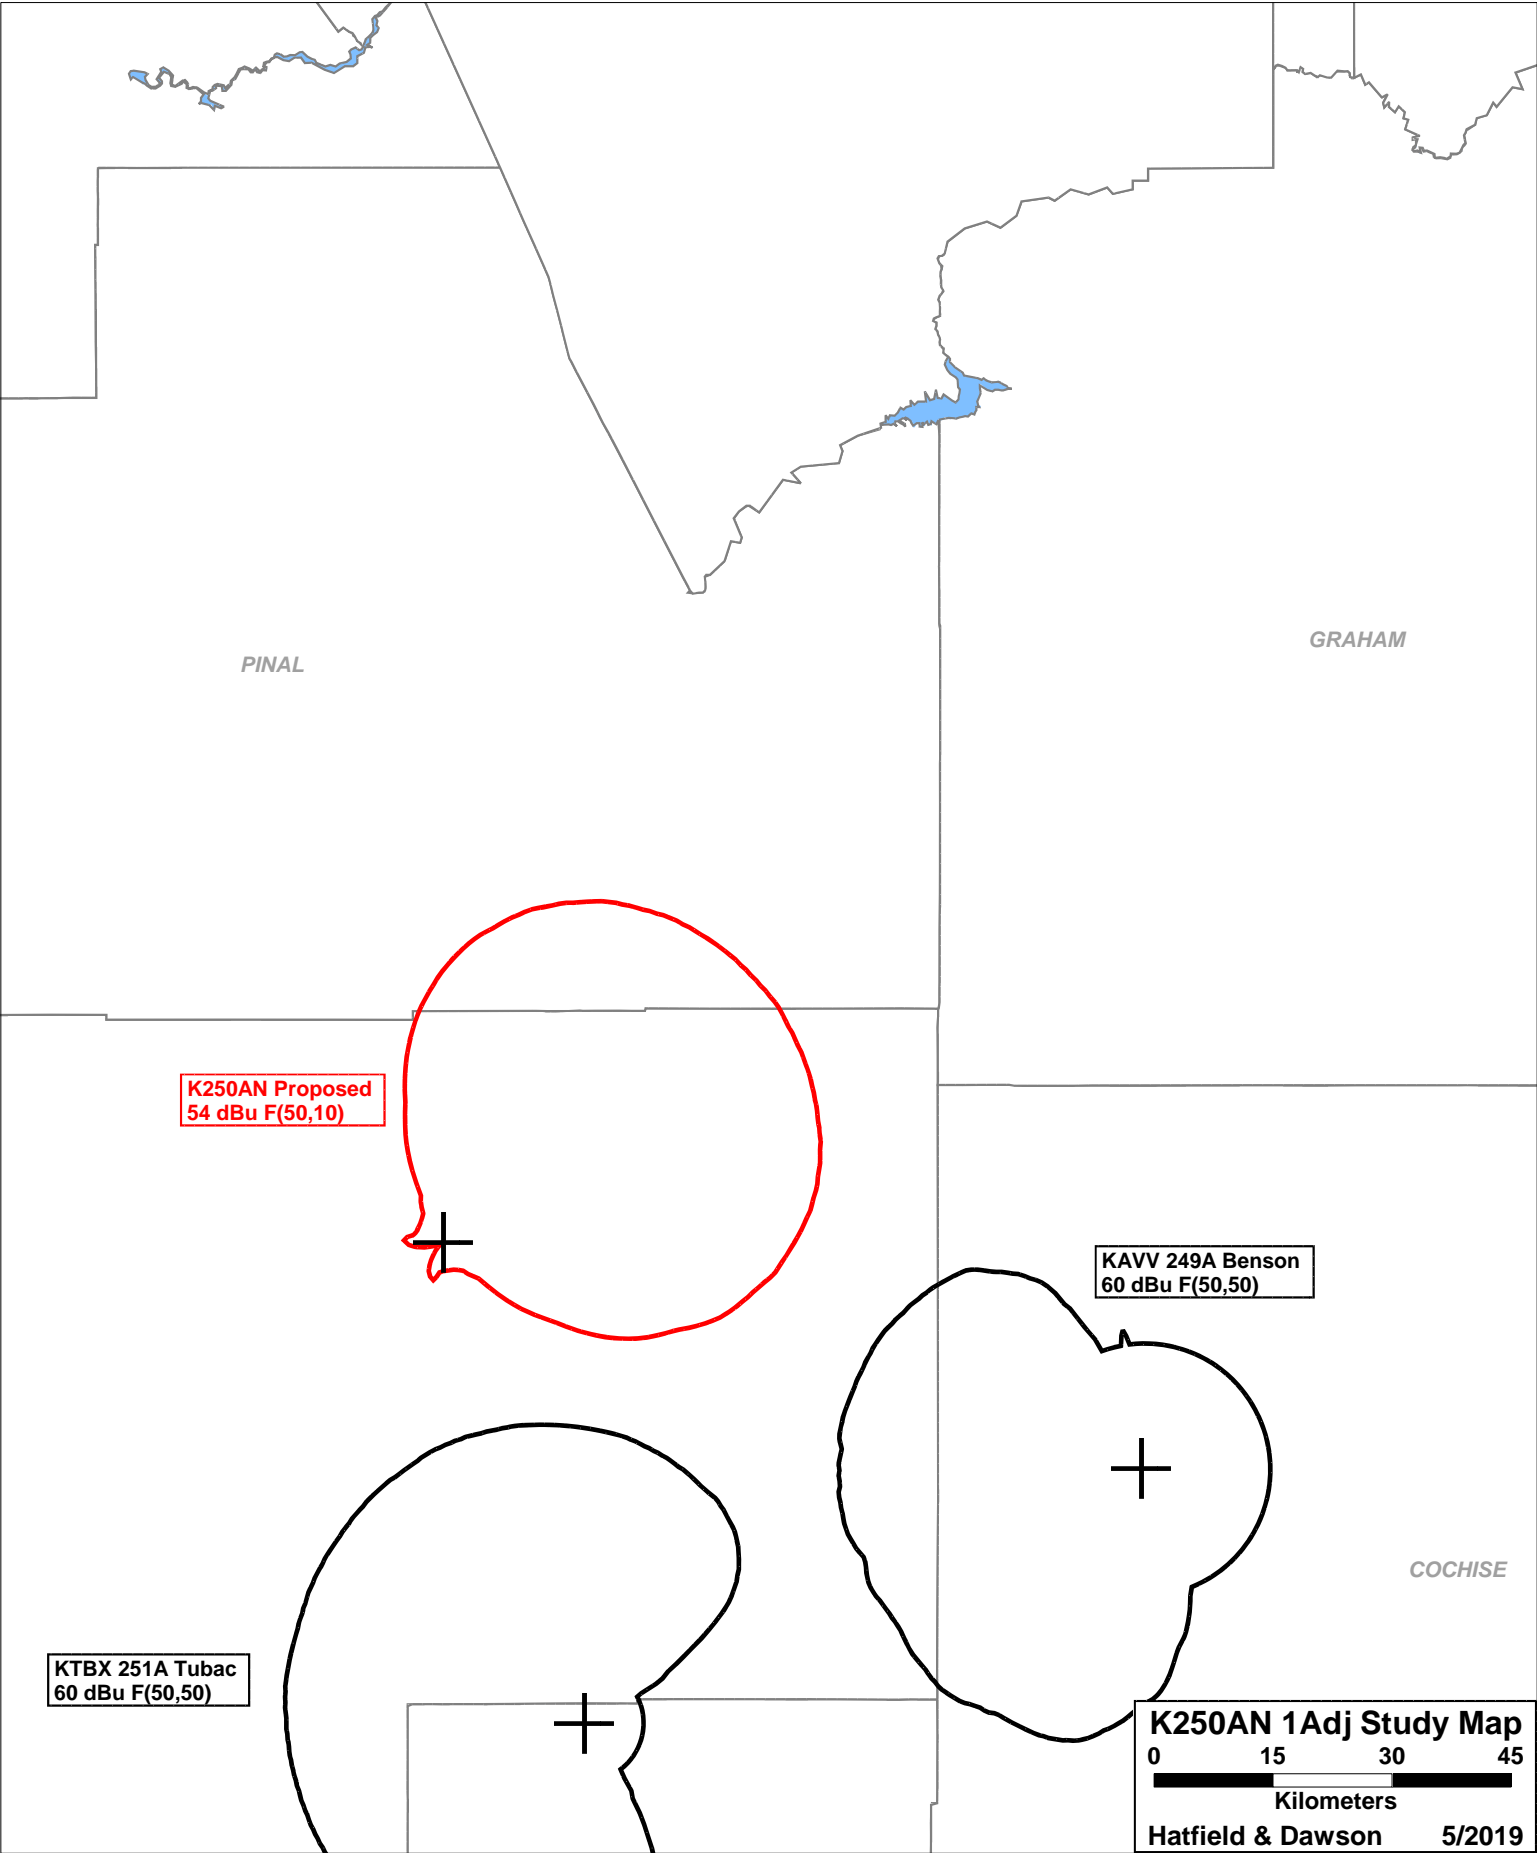 GRAHAM
PINAL
K250AN Proposed
54 dBu F(50,10)
KAVV 249A Benson
60 dBu F(50,50)
COCHISE
KTBX 251A Tubac
60 dBu F(50,50)
K250AN 1Adj Study Map
0 15 30 45
Kilometers
Hatfield & Dawson 5/2019